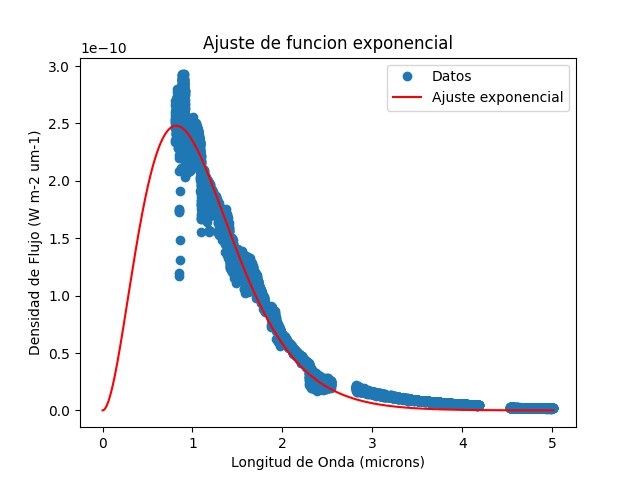 Ajuste de funcion exponencial
1e−10
3.0
2.5
2.0
1.5
1.0
0.5
0.0
Densidad de Flujo (W m-2 um-1)
Datos
Ajuste exponencial
0 1 2 3 4 5
Longitud de Onda (microns)